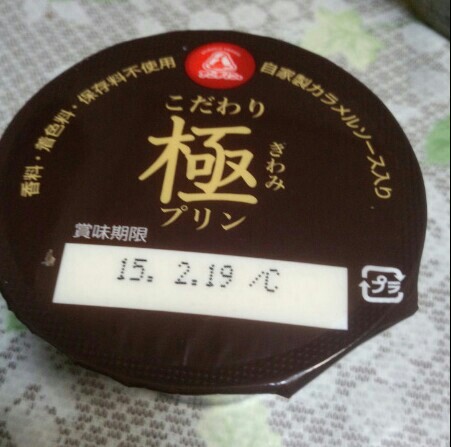 香料・着色料・保存料不使用
自家製カラメルソース入り
こだわり
極
きわみ
プリン
賞味期限
15. 2.19 /C
プラ